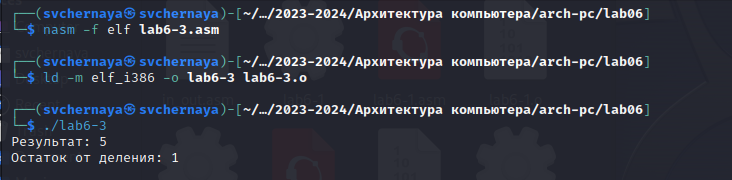 ┌──(svchernaya㉿svchernaya)-[~/…/2023-2024/Архитектура компьютера/arch-pc/lab06]
└─$ nasm -f elf lab6-3.asm
┌──(svchernaya㉿svchernaya)-[~/…/2023-2024/Архитектура компьютера/arch-pc/lab06]
└─$ ld -m elf_i386 -o lab6-3 lab6-3.o
┌──(svchernaya㉿svchernaya)-[~/…/2023-2024/Архитектура компьютера/arch-pc/lab06]
└─$ ./lab6-3
Результат: 5
Остаток от деления: 1